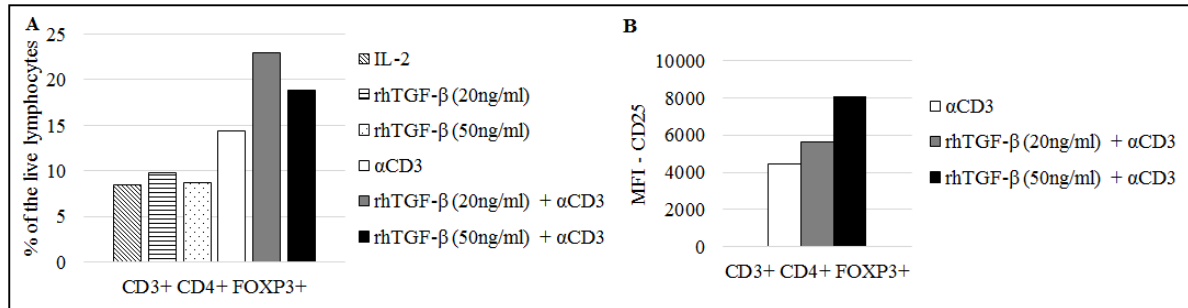 A
% of the live lymphocytes
25
20
15
10
5
0
CD3+ CD4+ FOXP3+
IL-2
rhTGF-β (20ng/ml)
rhTGF-β (50ng/ml)
αCD3
rhTGF-β (20ng/ml) + αCD3
rhTGF-β (50ng/ml) + αCD3
B
MFI - CD25
10000
8000
6000
4000
2000
0
CD3+ CD4+ FOXP3+
αCD3
rhTGF-β (20ng/ml) + αCD3
rhTGF-β (50ng/ml) + αCD3